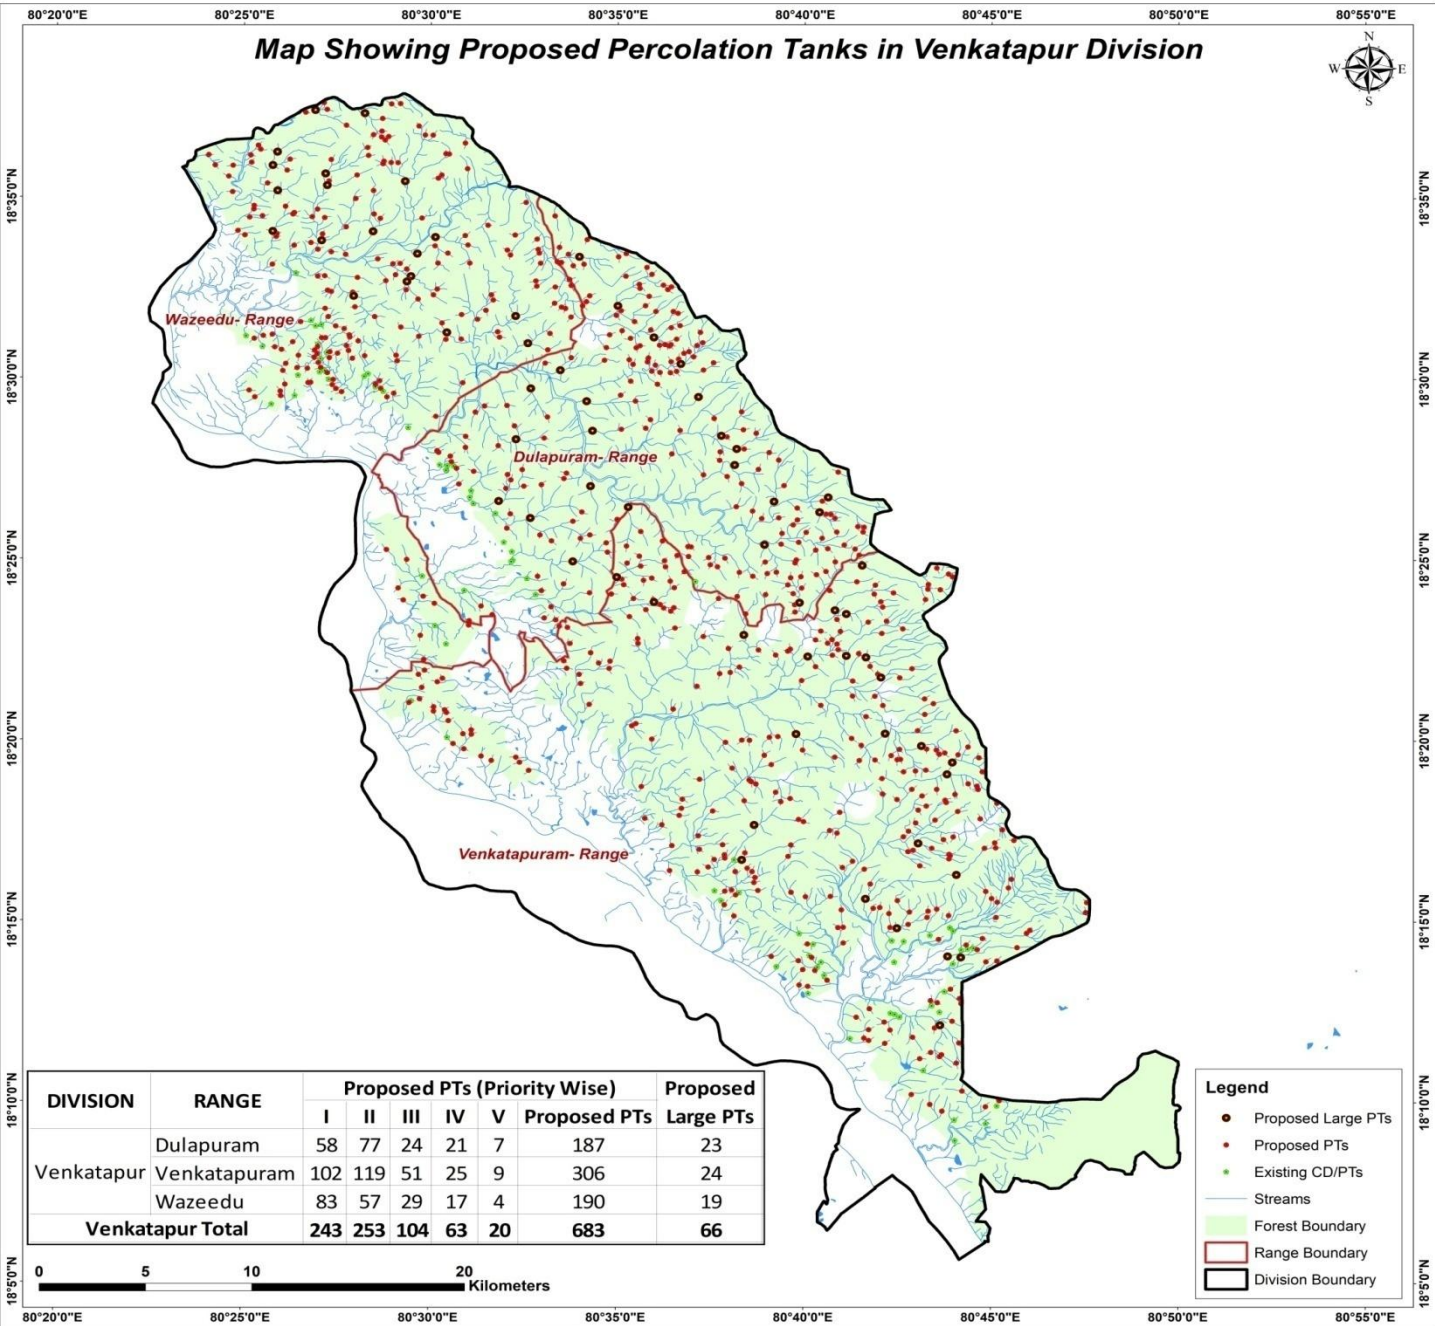 80°20'0"E 80°25'0"E 80°30'0"E 80°35'0"E 80°40'0"E 80°45'0"E 80°50'0"E 80°55'0"E
Map Showing Proposed Percolation Tanks in Venkatapur Division
N
W E
S
18°35'0"N 18°35'0"N
Wazeedu- Range
18°30'0"N 18°30'0"N
Dulapuram- Range
18°25'0"N 18°25'0"N
18°20'0"N 18°20'0"N
Venkatapuram- Range
18°15'0"N 18°15'0"N
18°10'0"N 18°10'0"N
DIVISION RANGE Proposed PTs (Priority Wise) Proposed Large PTs
I II III IV V Proposed PTs
Venkatapur Dulapuram 58 77 24 21 7 187 23
Venkatapuram 102 119 51 25 9 306 24
Wazeedu 83 57 29 17 4 190 19
Venkatapur Total 243 253 104 63 20 683 66
Legend
Proposed Large PTs
Proposed PTs
Existing CD/PTs
Streams
Forest Boundary
Range Boundary
Division Boundary
0 5 10 20
Kilometers
18°5'0"N 18°5'0"N
80°20'0"E 80°25'0"E 80°30'0"E 80°35'0"E 80°40'0"E 80°45'0"E 80°50'0"E 80°55'0"E